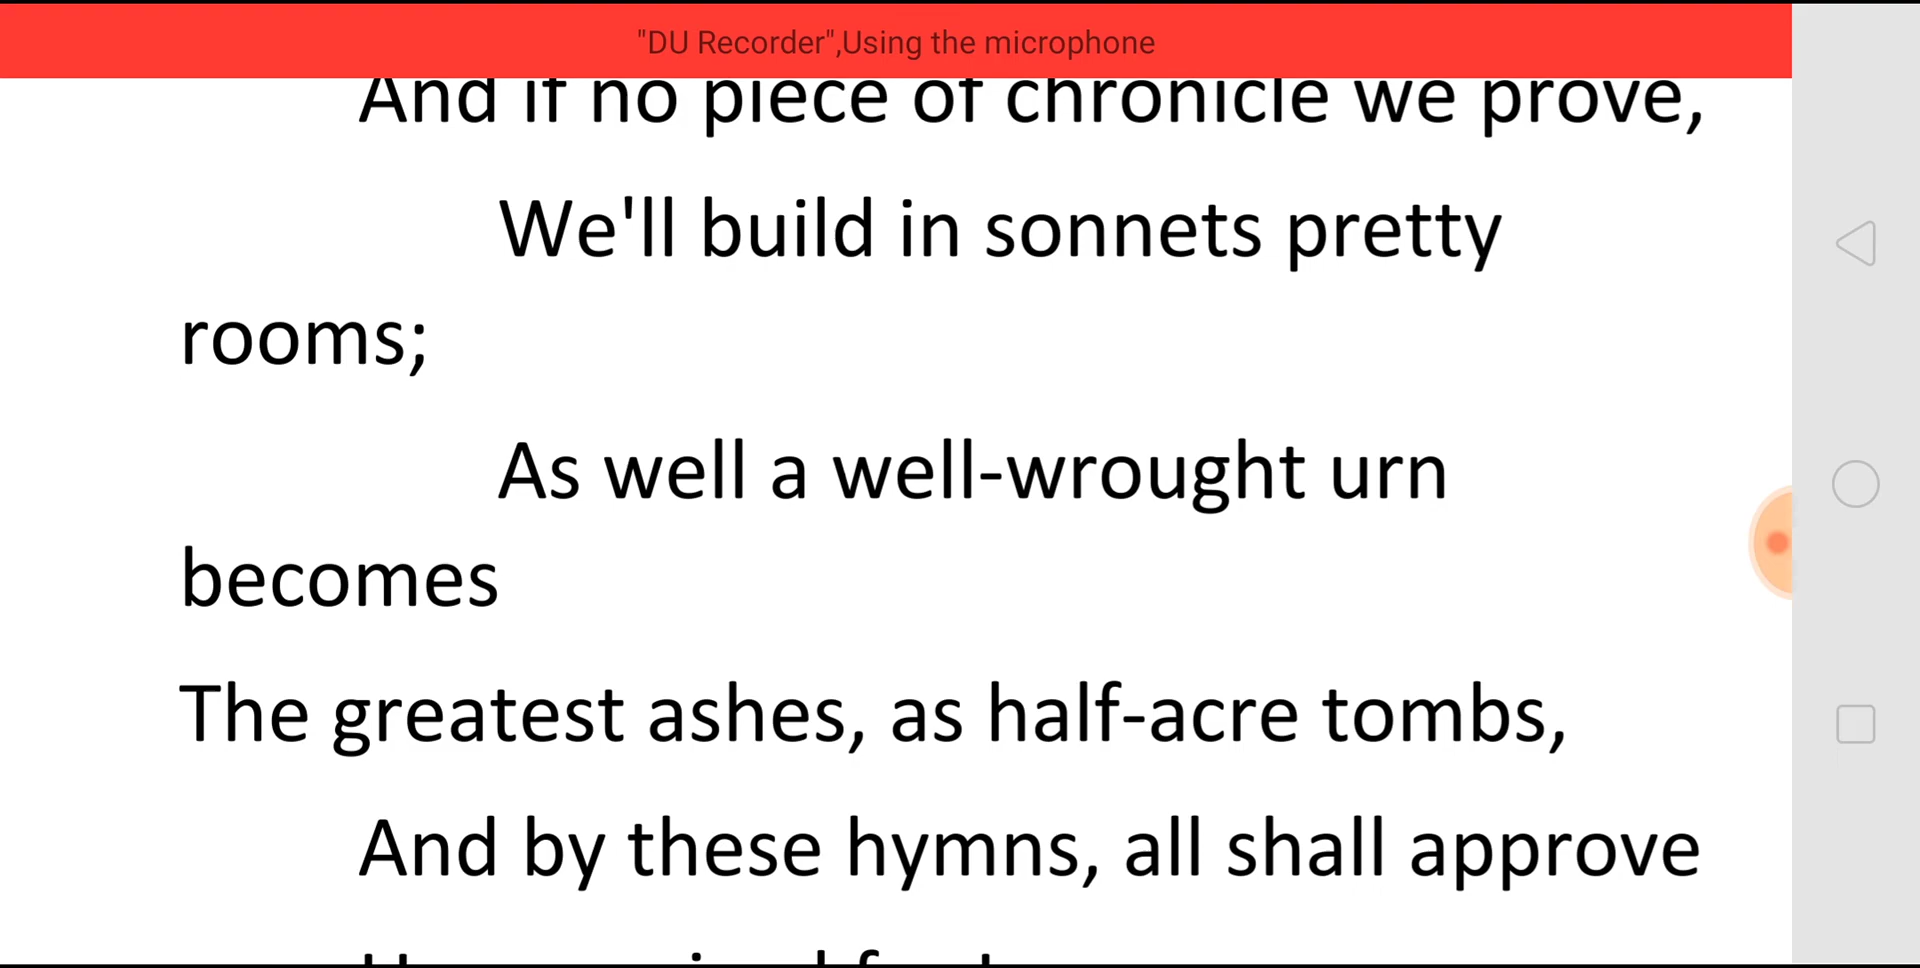 "DU Recorder",Using the microphone
And if no piece of chronicle we prove,
We'll build in sonnets pretty
rooms;
As well a well-wrought urn
becomes
The greatest ashes, as half-acre tombs,
And by these hymns, all shall approve